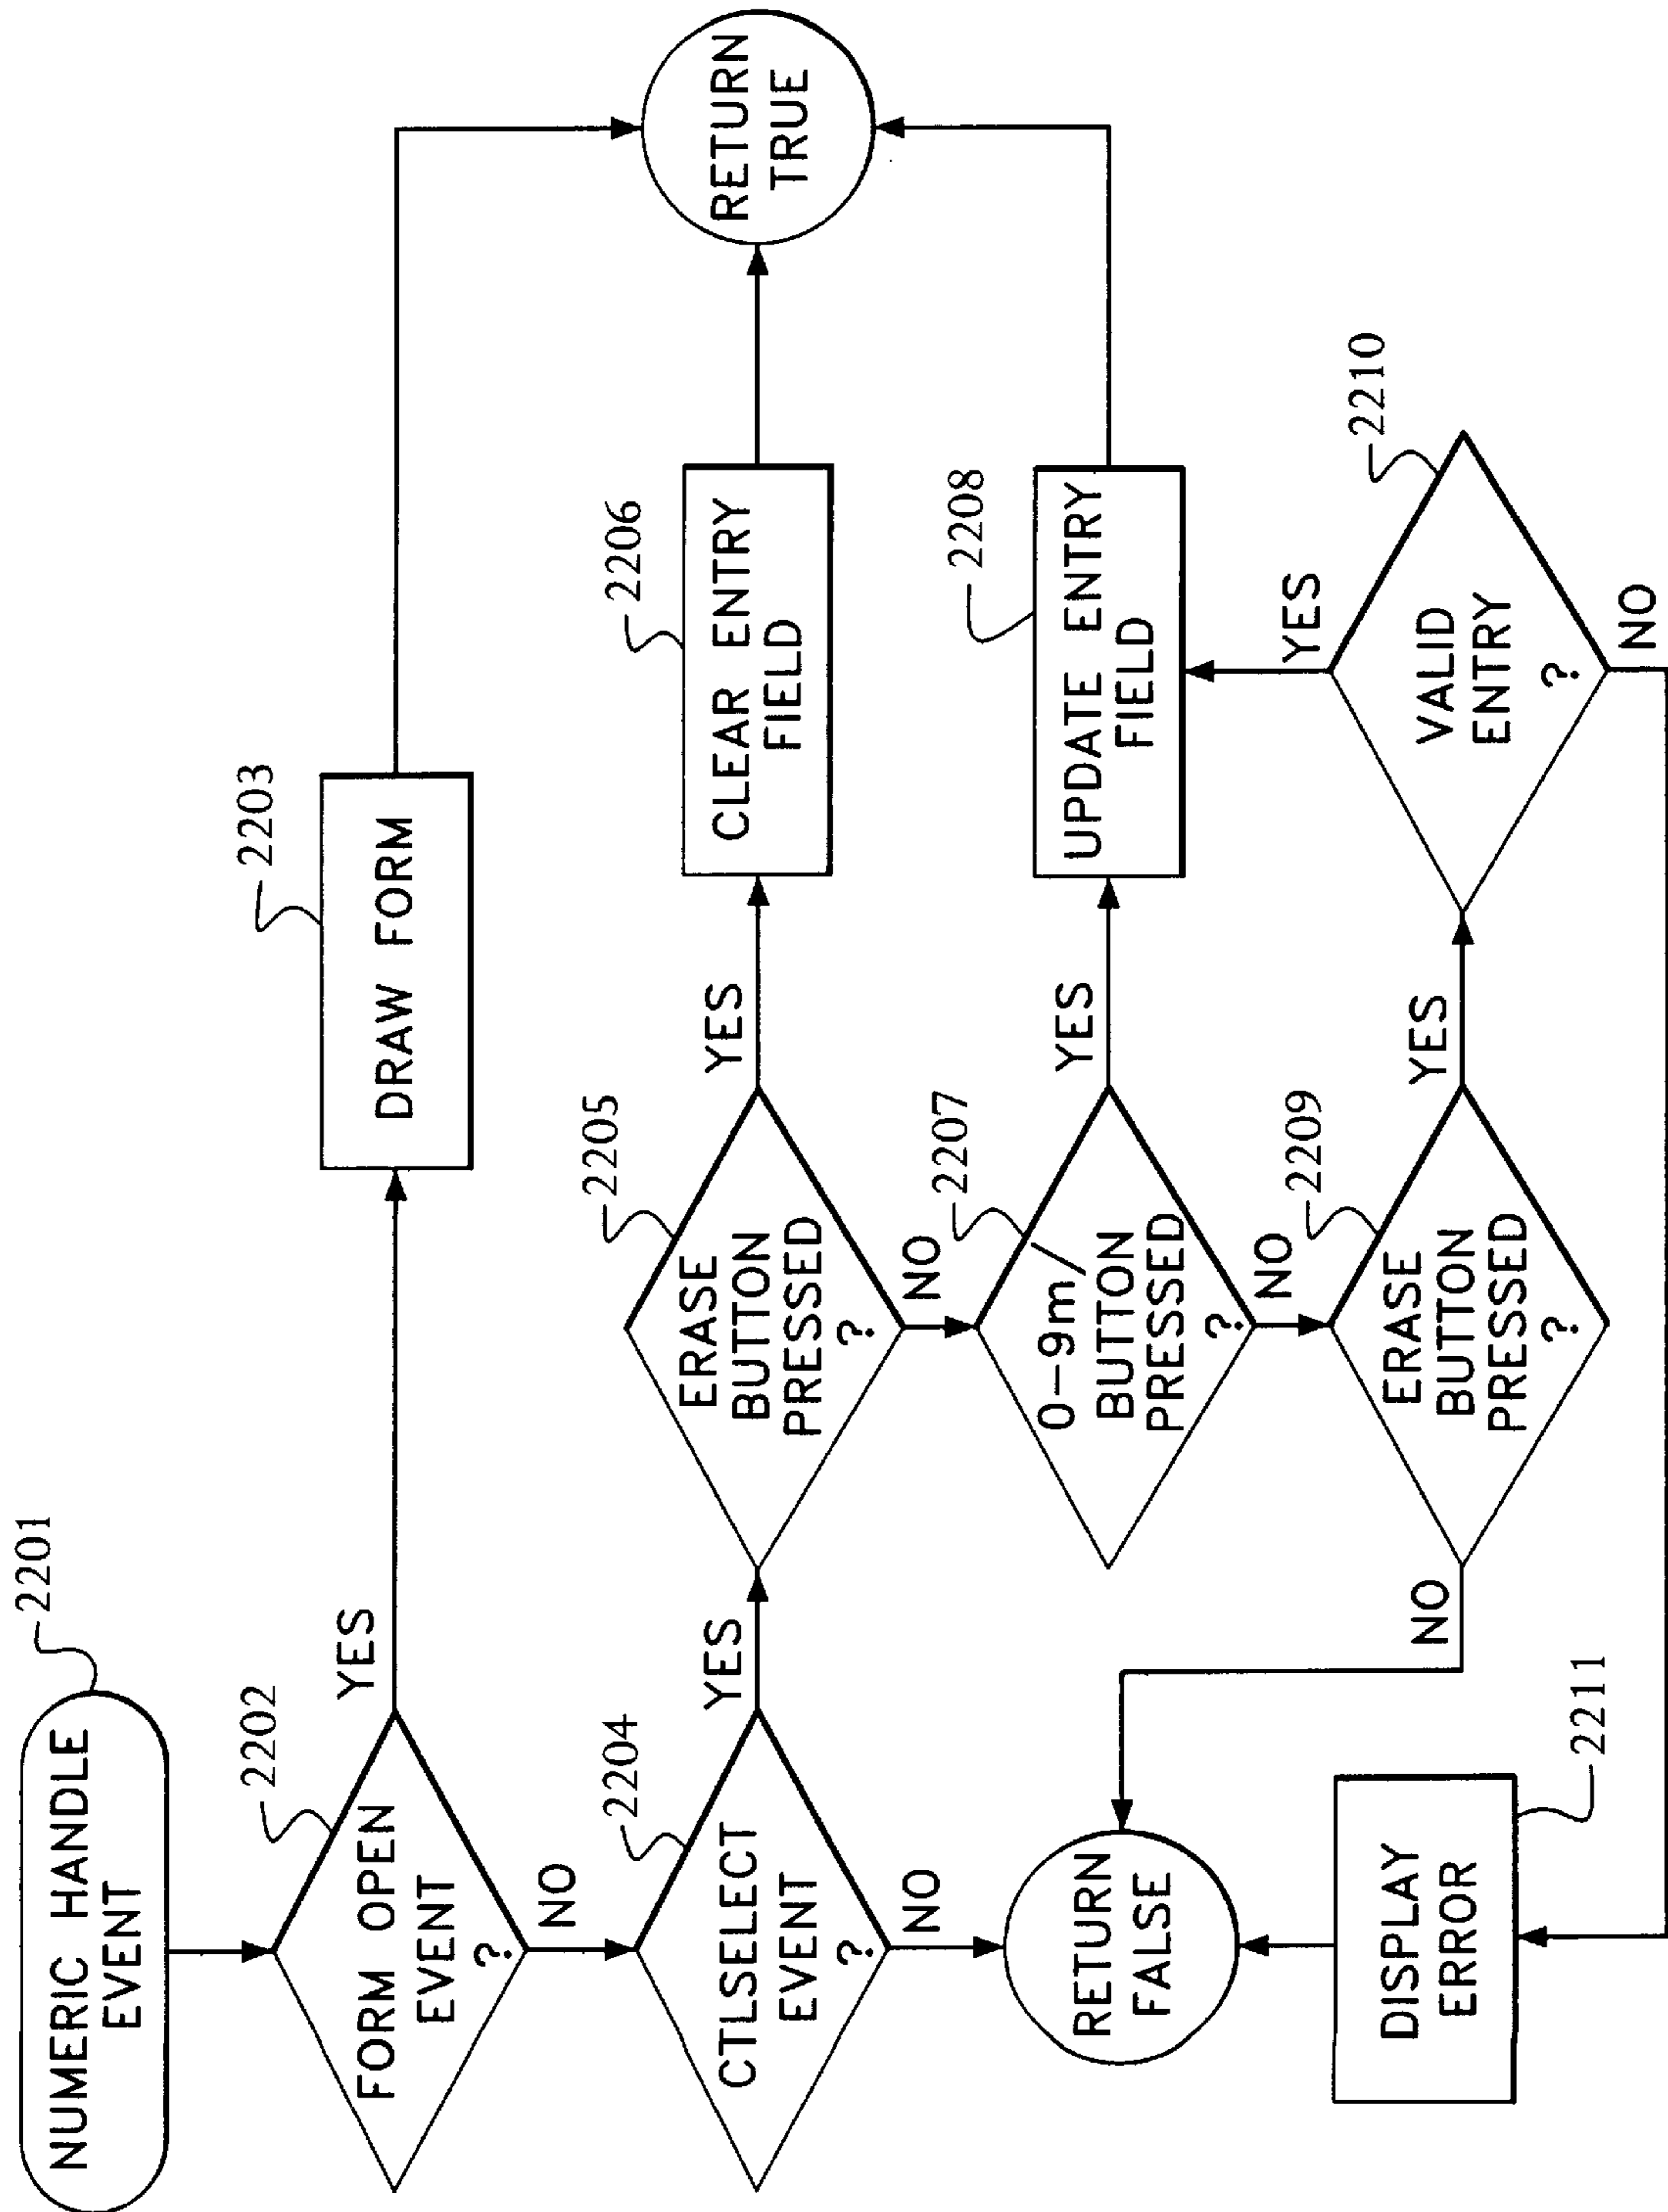 NUMERIC HANDLE
EVENT
2201
FORM OPEN
EVENT
?
2202
YES
NO
DRAW FORM
2203
CTLSELECT
EVENT
?
2204
YES
NO
ERASE
BUTTON
PRESSED
?
2205
YES
NO
CLEAR ENTRY
FIELD
2206
RETURN
TRUE
0-9m/
BUTTON
PRESSED
?
2207
YES
NO
UPDATE ENTRY
FIELD
2208
RETURN
FALSE
ERASE
BUTTON
PRESSED
?
2209
YES
NO
VALID
ENTRY
?
2210
YES
NO
DISPLAY
ERROR
2211